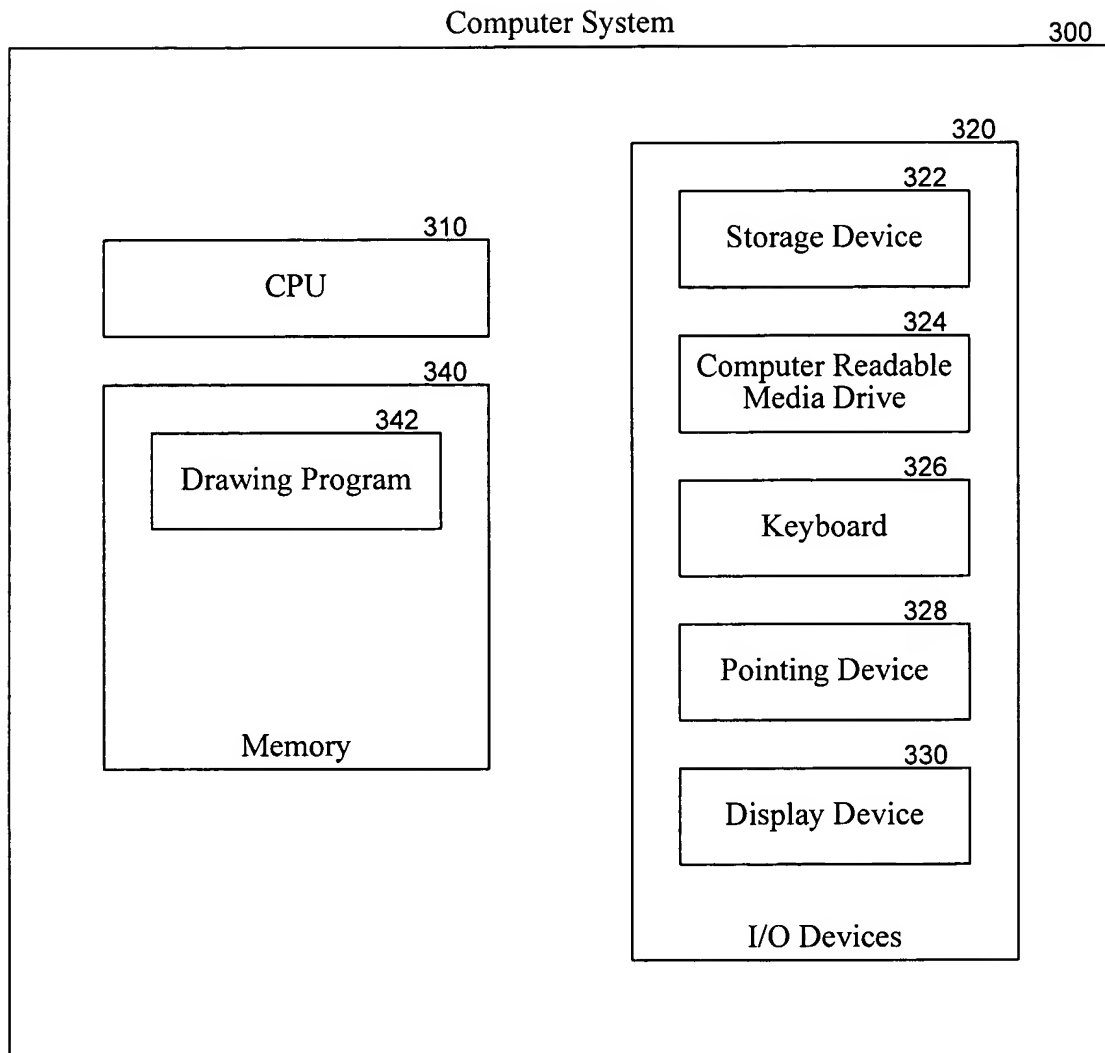 Computer System
300
310
CPU
340
342
Drawing Program
Memory
320
322
Storage Device
324
Computer Readable
Media Drive
326
Keyboard
328
Pointing Device
330
Display Device
I/O Devices